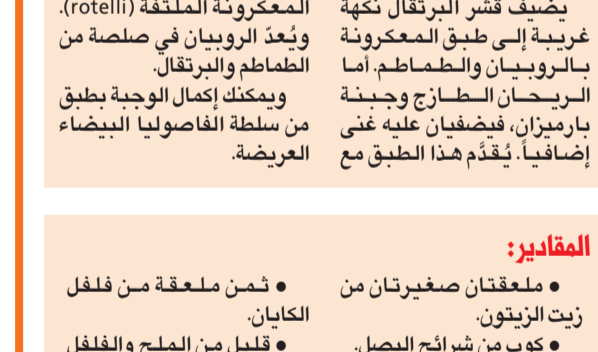 يضيف قشر البرتقال نكهة
غريبة إلى طبق المعكرونة
بالروبيان والطماطم. أما
الريحان الطازج وجبنة
بارميزان، فيضفيان عليه غنى
إضافياً. يُقدَّم هذا الطبق مع
المعكرونة الملتفة (rotelli).
ويُعدّ الروبيان في صلصة من
الطماطم والبرتقال.
ويمكنك إكمال الوجبة بطبق
من سلطة الفاصوليا البيضاء
العريضة.
المقادير:
● ملعقتان صغيرتان من
زيت الزيتون.
● كوب من شرائح البصل.
● ثمن ملعقة من فلفل
الكايان.
● قليل من الملح والفلفل